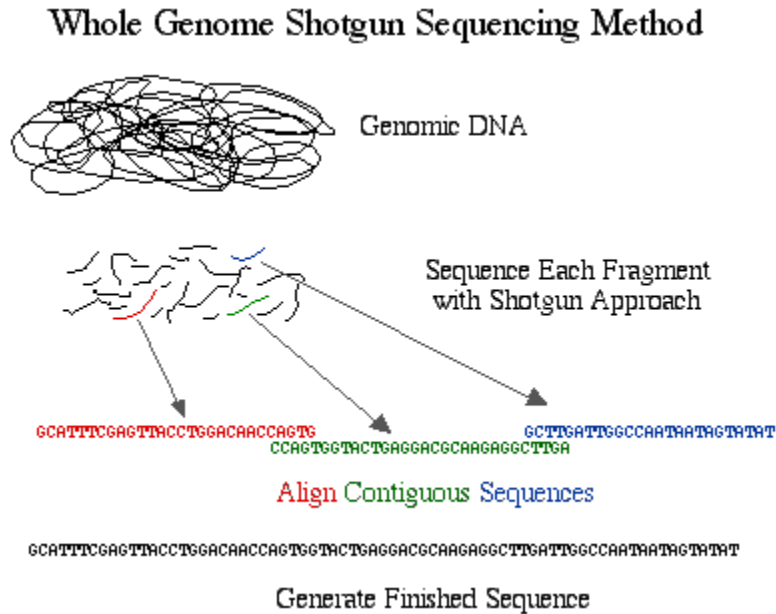 Whole Genome Shotgun Sequencing Method
Genomic DNA
Sequence Each Fragment
with Shotgun Approach
GCATTTCGAGTTACCTGGACAACCAGTG GCTTGATTGGCCAATAATAGTATAT
CCAGTGGTACTGAGGACGCAAGAGGCTTGA
Align Contiguous Sequences
GCATTTCGAGTTACCTGGACAACCAGTGGTACTGAGGACGCAAGAGGCTTGATTGGCCAATAATAGTATAT
Generate Finished Sequence